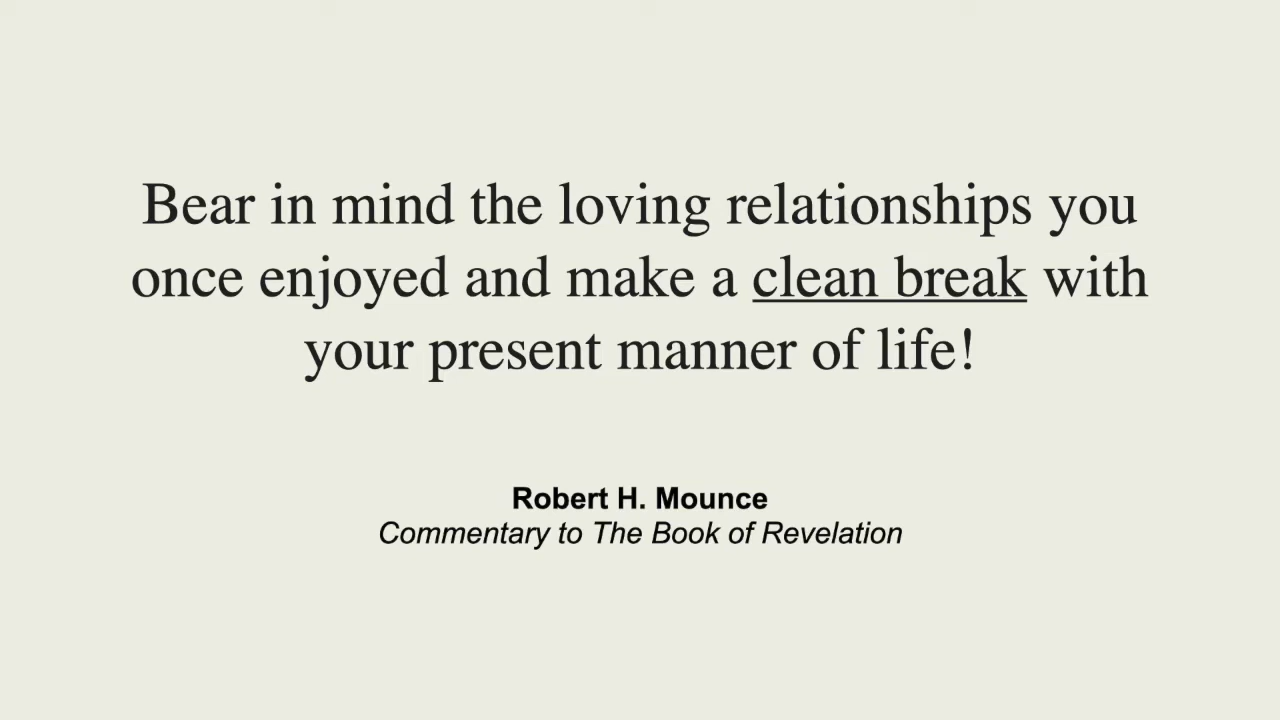 Bear in mind the loving relationships you
once enjoyed and make a clean break with
your present manner of life!
Robert H. Mounce
Commentary to The Book of Revelation